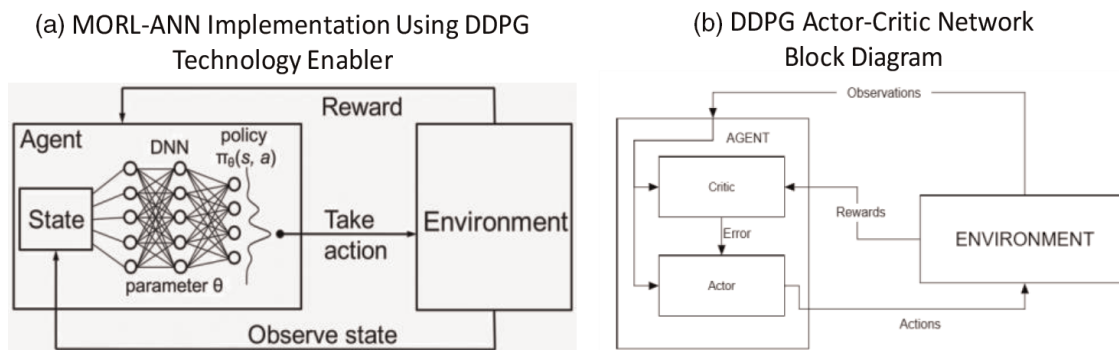 (a) MORL-ANN Implementation Using DDPG
Technology Enabler
Reward
Agent
DNN
policy
πθ(s, a)
State
Take
action
Environment
parameter θ
Observe state
(b) DDPG Actor-Critic Network
Block Diagram
Observations
AGENT
Critic
Rewards
Error
ENVIRONMENT
Actor
Actions